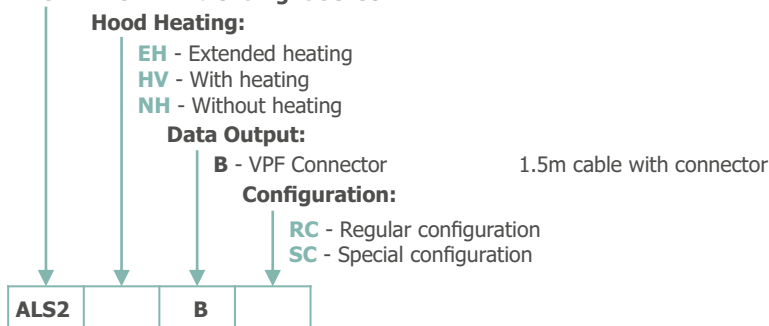 Hood Heating:
EH - Extended heating
HV - With heating
NH - Without heating
Data Output:
B - VPF Connector 1.5m cable with connector
Configuration:
RC - Regular configuration
SC - Special configuration
ALS2 B